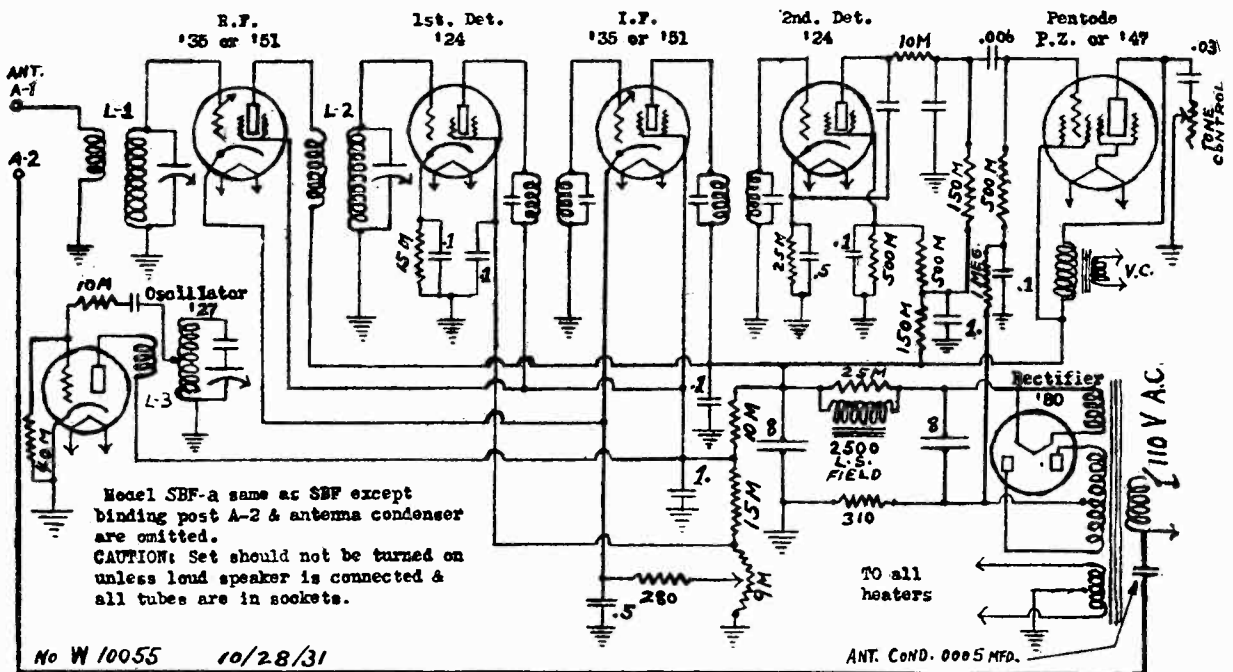 R.F.
'35 or '51
1st. Det.
'24
I.F.
'35 or '51
2nd. Det.
'24
Pentode
P.Z. or '47
10M
.006
.03
TONE
CONTROL
ANT.
A-1
A-2
L-1
L-2
15M
.1
.1
25M
.5
.1
500M
500M
150M
150M
500M
1 MEG.
.1
1.
V.C.
10M
Oscillator
'27
L-3
40M
.1
1.
10M
15M
9M
8
25M
2500
L.S.
FIELD
8
310
Rectifier
'80
110 V A.C.
280
.5
TO all
heaters
Model SBF-a same as SBF except
binding post A-2 & antenna condenser
are omitted.
CAUTION: Set should not be turned on
unless loud speaker is connected &
all tubes are in sockets.
No W 10055 10/28/31
ANT. COND. 0005 MFD.